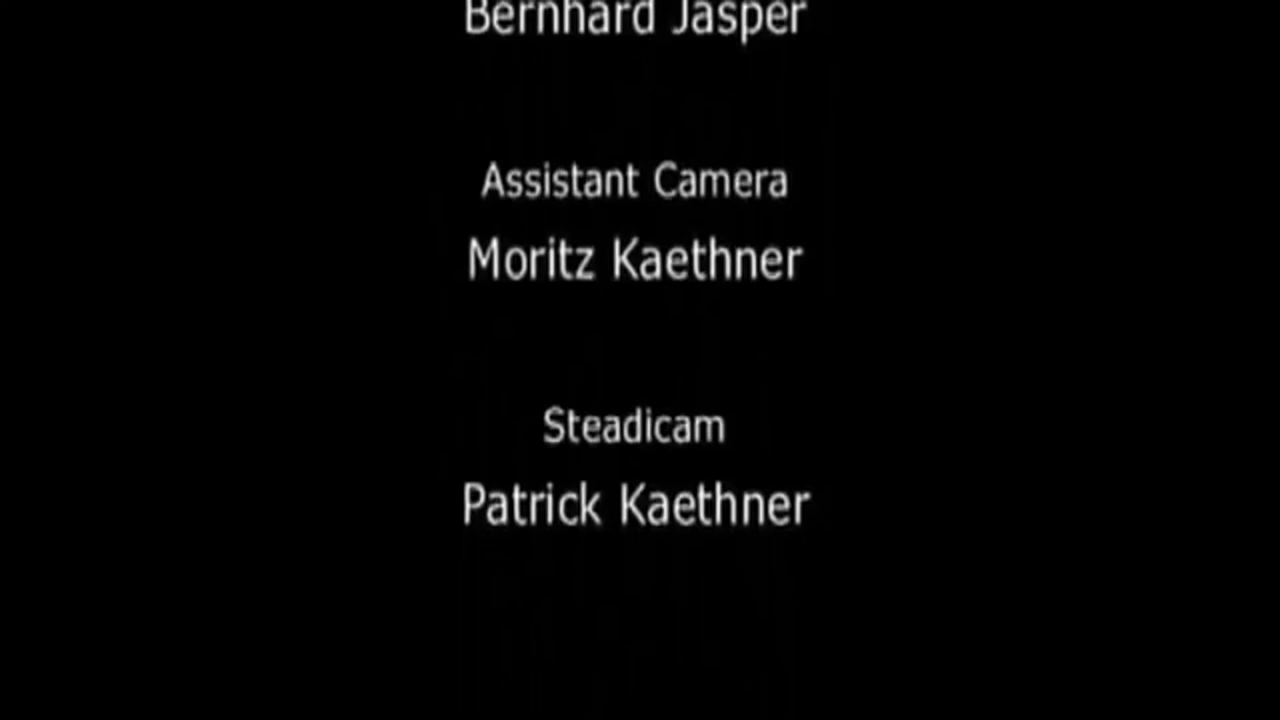 Bernhard Jasper
Assistant Camera
Moritz Kaethner
Steadicam
Patrick Kaethner